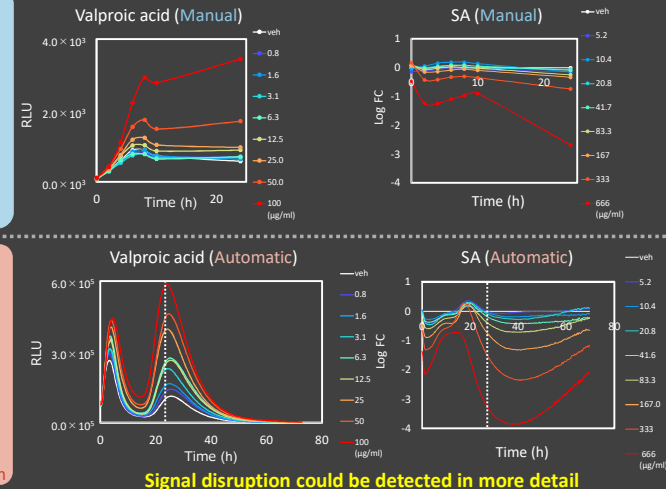 Valproic acid (Manual)
4.0 × 10³
2.0 × 10³
0.0 × 10³
RLU
0
20
Time (h)
veh
0.8
1.6
3.1
6.3
12.5
25.0
50.0
100
(μg/ml)
SA (Manual)
1
0
-1
-2
-3
-4
Log FC
0
10
20
Time (h)
veh
5.2
10.4
20.8
41.7
83.3
167
333
666
(μg/ml)
Valproic acid (Automatic)
6.0 × 10⁵
3.0 × 10⁵
0.0 × 10⁵
RLU
0
20
40
60
80
Time (h)
veh
0.8
1.6
3.1
6.3
12.5
25
50
100
(μg/ml)
SA (Automatic)
1
0
-1
-2
-3
-4
Log FC
0
20
40
60
80
Time (h)
veh
5.2
10.4
20.8
41.6
83.3
167.0
333
666
(μg/ml)
Signal disruption could be detected in more detail